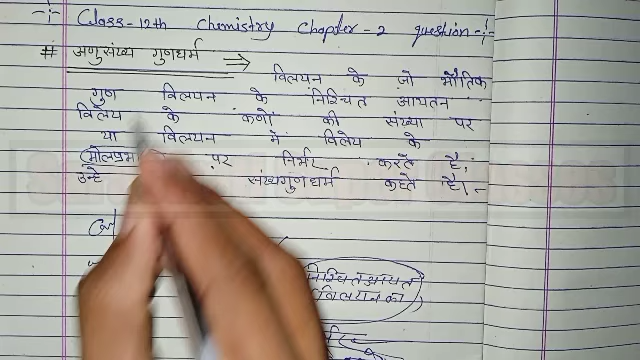 -:- Class-12th Chemistry Chapter-2 question -:-
# अणुसंख्य गुणधर्म ⇒
विलयन के जो भौतिक
गुण विलयन के निश्चित आयतन
विलेय के कणों की संख्या पर
या विलयन में विलेय के
पर निर्भर करते है,
उन्हे संख्यगुणधर्म कहते है।-
निश्चित आयतन
विलयन का